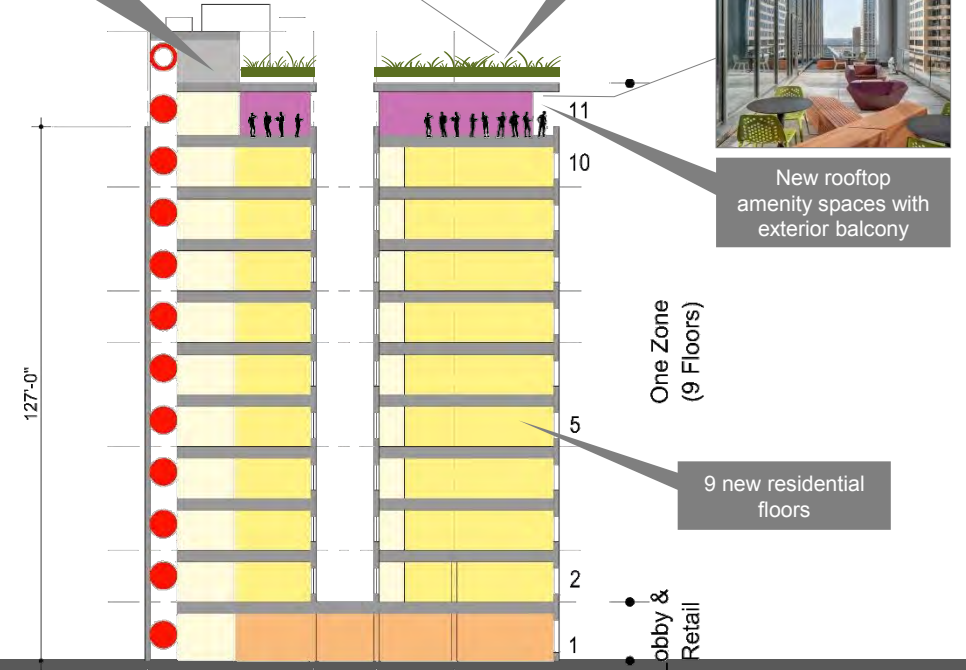 11
10
New rooftop
amenity spaces with
exterior balcony
One Zone
(9 Floors)
127'-0"
5
9 new residential
floors
2
obby &
Retail
1